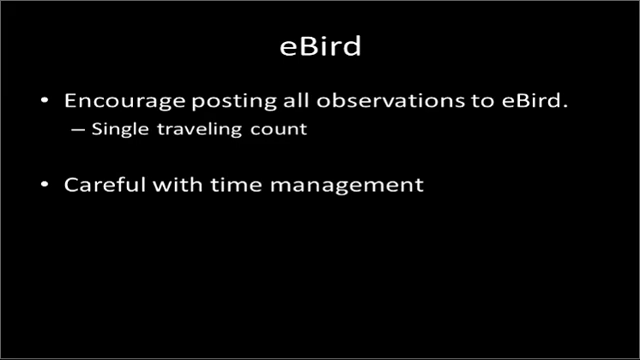 eBird
• Encourage posting all observations to eBird.
– Single traveling count
• Careful with time management